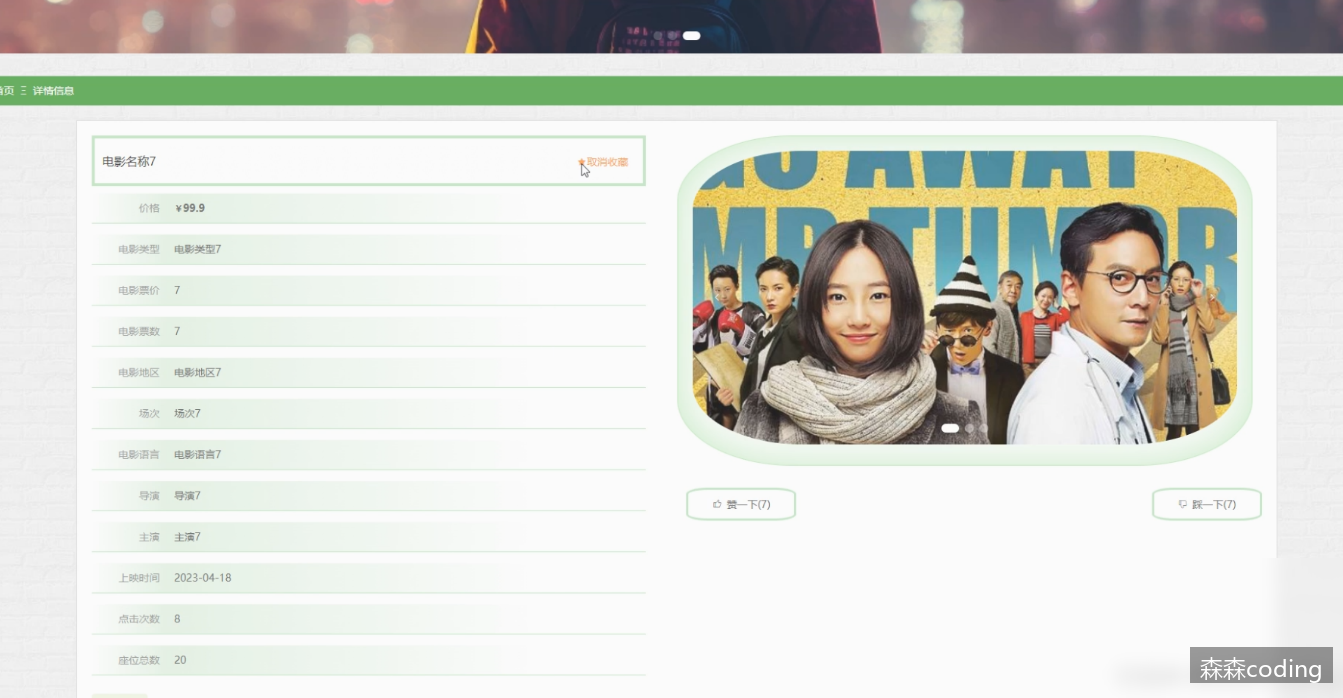 详情信息
电影名称7
取消收藏
价格 ¥99.9
电影类型 电影类型7
电影票价 7
电影票数 7
电影地区 电影地区7
场次 场次7
电影语言 电影语言7
导演 导演7
主演 主演7
上映时间 2023-04-18
点击次数 8
座位总数 20
GO AWAY
MR TUMOR
赞一下(7)
踩一下(7)
森森coding